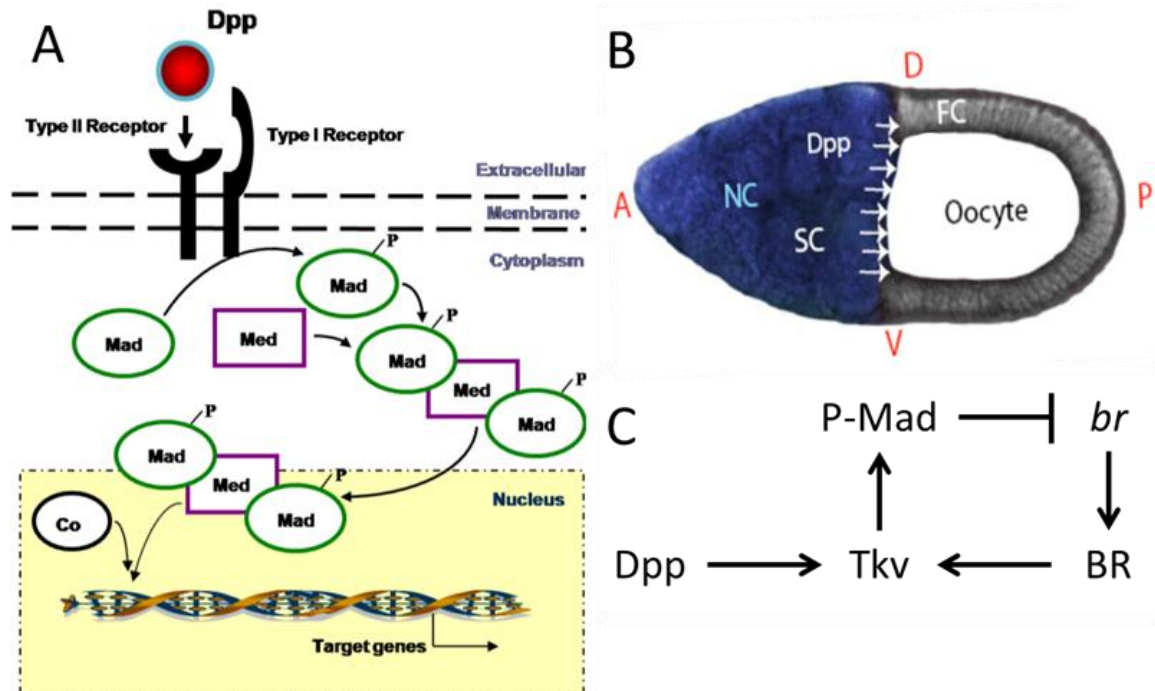 A
Dpp
Type II Receptor
Type I Receptor
Extracellular
Membrane
Cytoplasm
P
Mad
Mad
Med
P
Mad
Med
P
Mad
P
Mad
Med
P
Mad
Nucleus
Co
Target genes
B
D
FC
Dpp
NC
A
SC
Oocyte
P
V
C
P-Mad
br
Dpp
Tkv
BR